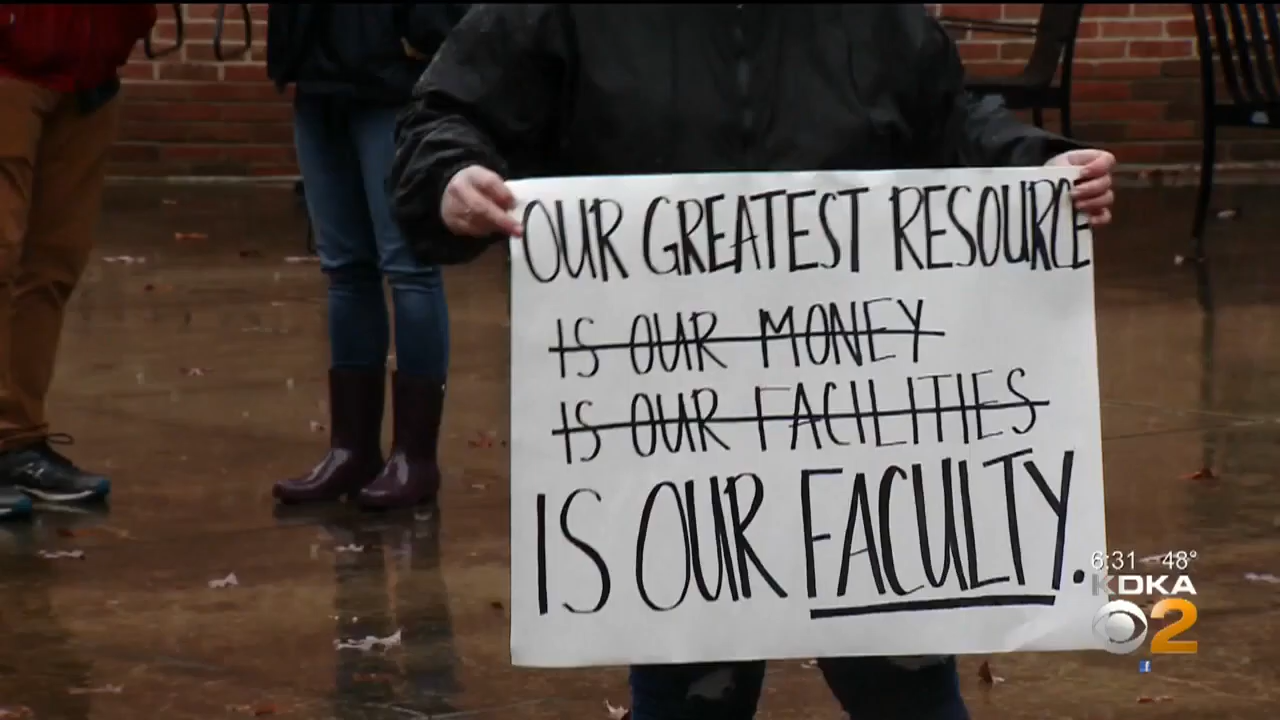 OUR GREATEST RESOURCE
IS OUR MONEY
IS OUR FACILITIES
IS OUR FACULTY.
6:31 48°
KDKA
2
f